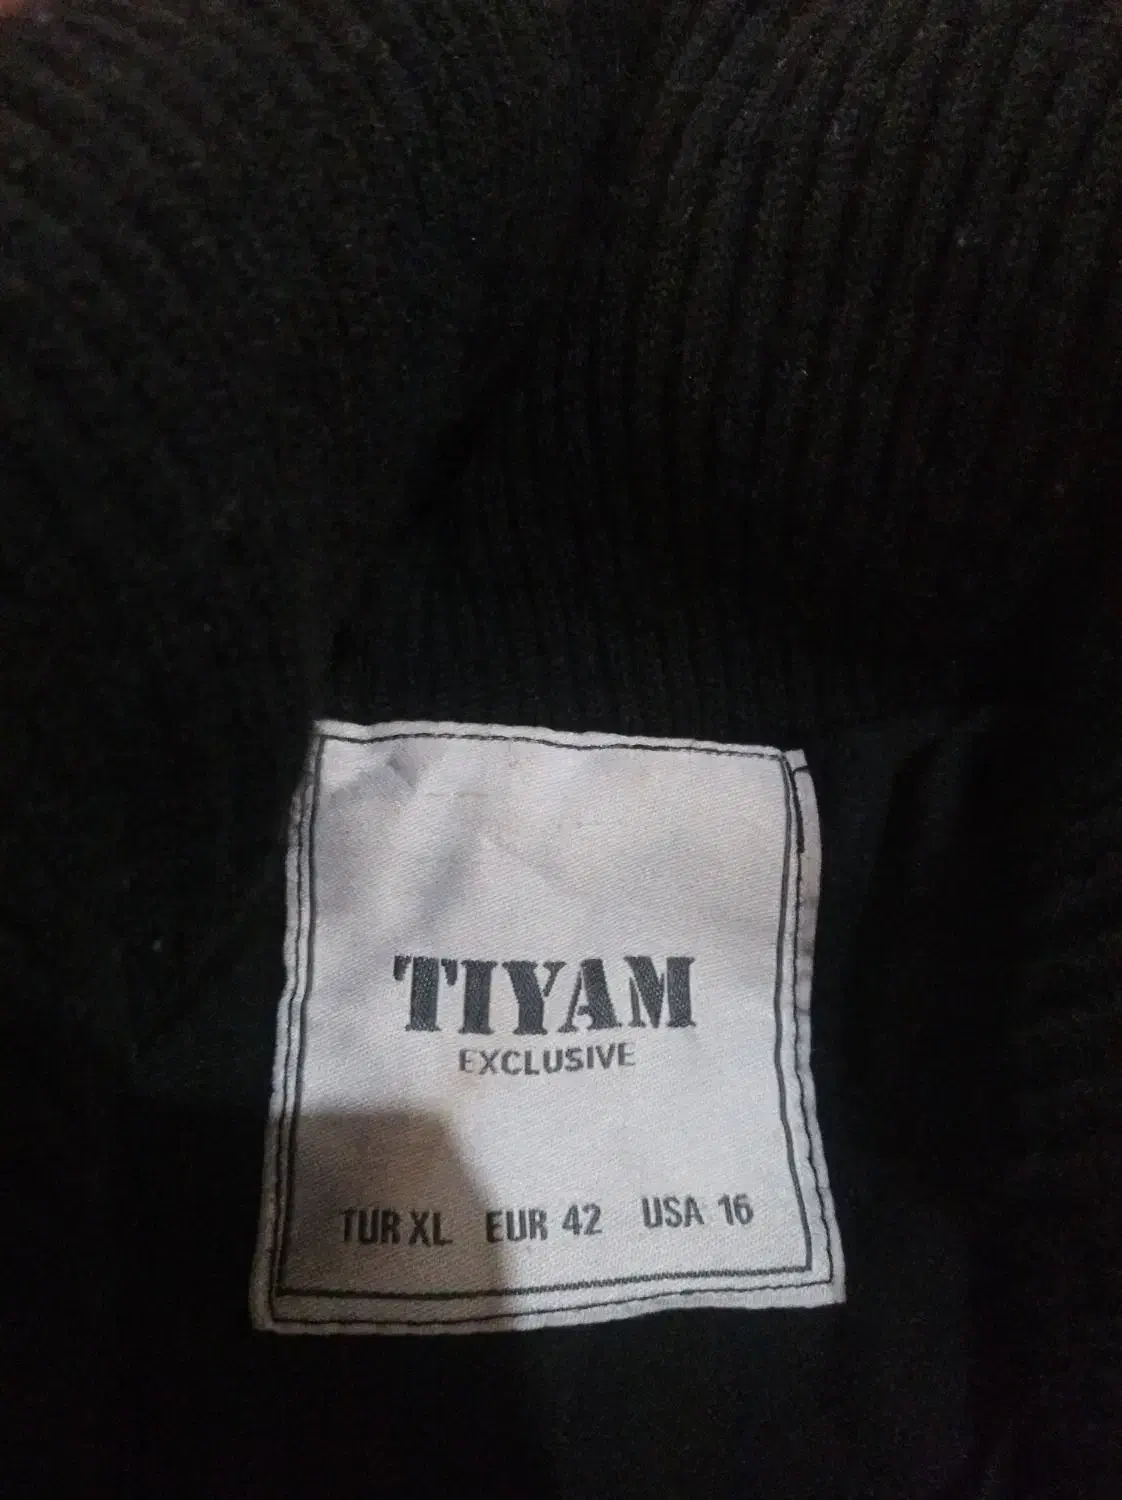 TIYAM
EXCLUSIVE
TUR XL EUR 42 USA 16